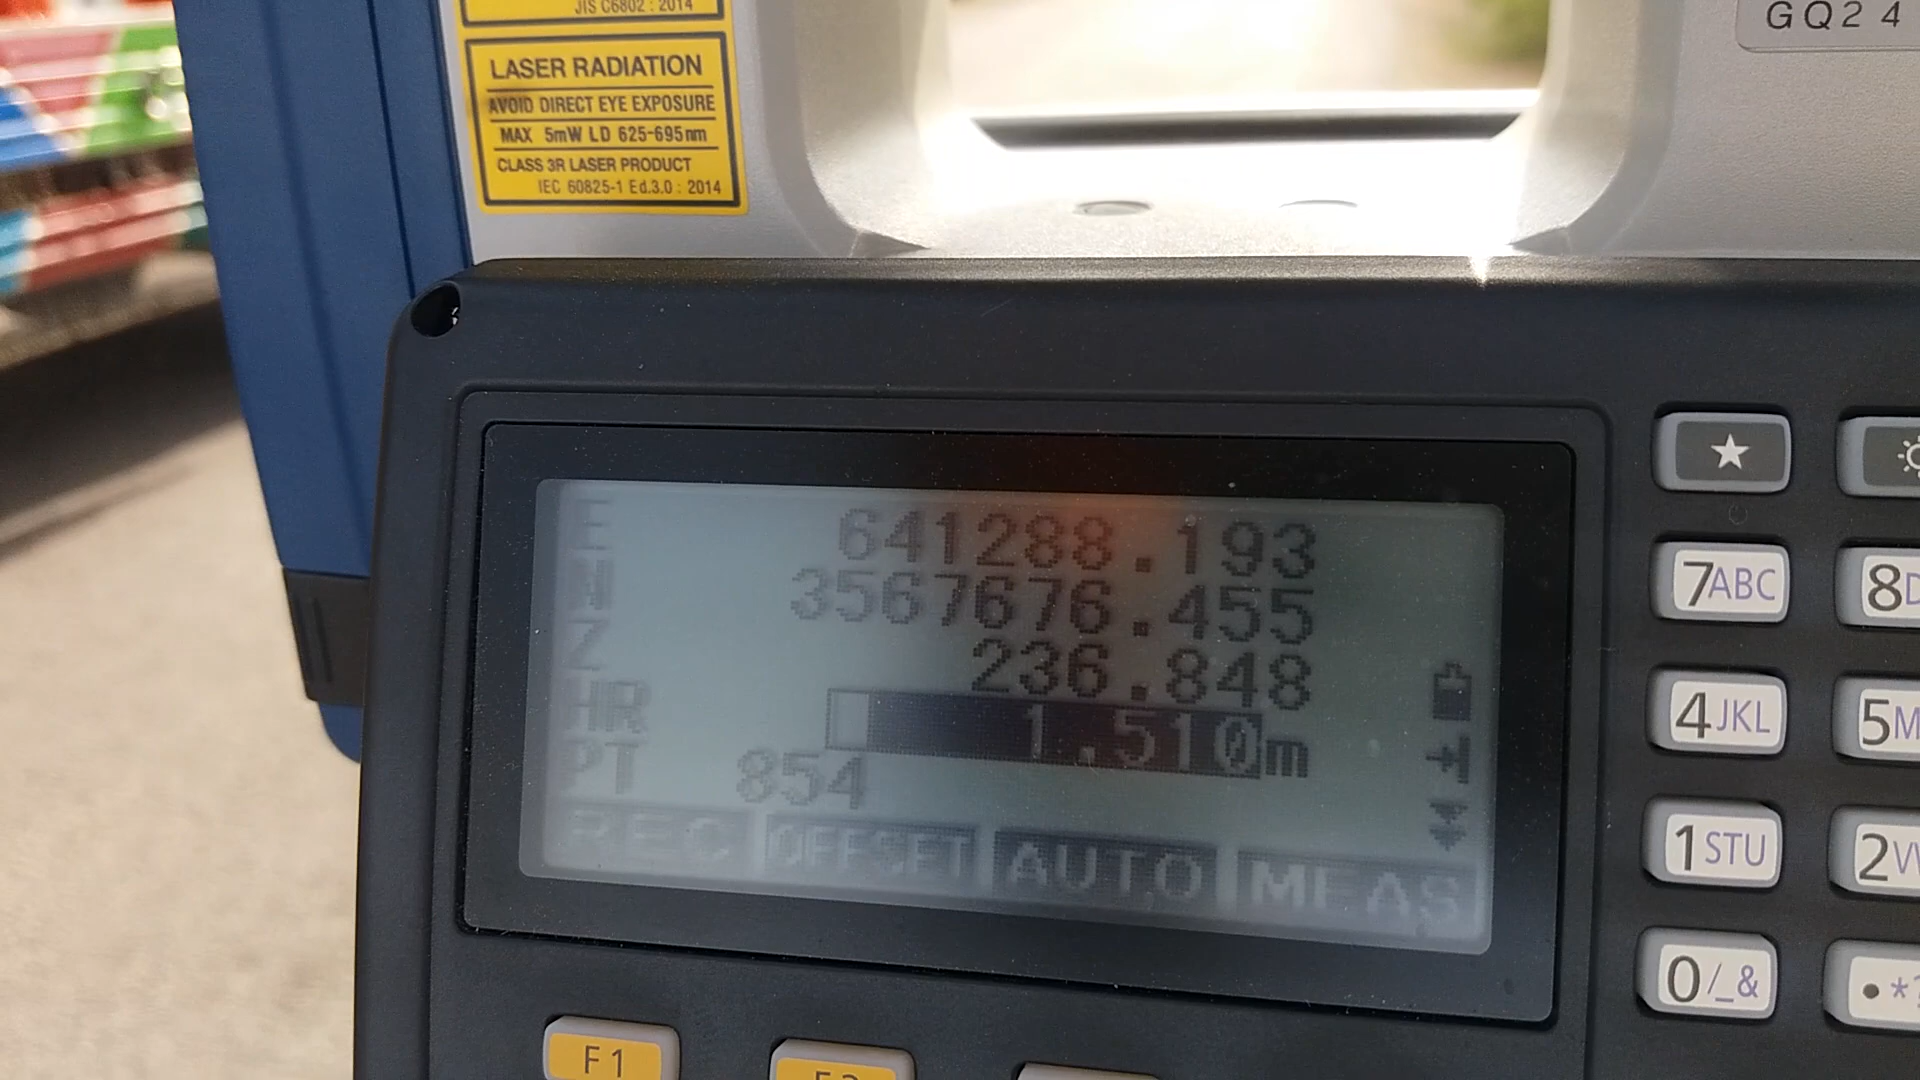 JIS C6802 : 2014
LASER RADIATION
AVOID DIRECT EYE EXPOSURE
MAX 5mW LD 625-695nm
CLASS 3R LASER PRODUCT
IEC 60825-1 Ed.3.0 : 2014
GQ24
E 641288.193
N 3567676.455
Z 236.848
HR 1.510m
PT 854
REC OFFSET AUTO MEAS
★
7ABC 8D
4JKL 5M
1STU 2V
0/_& .*?
F1